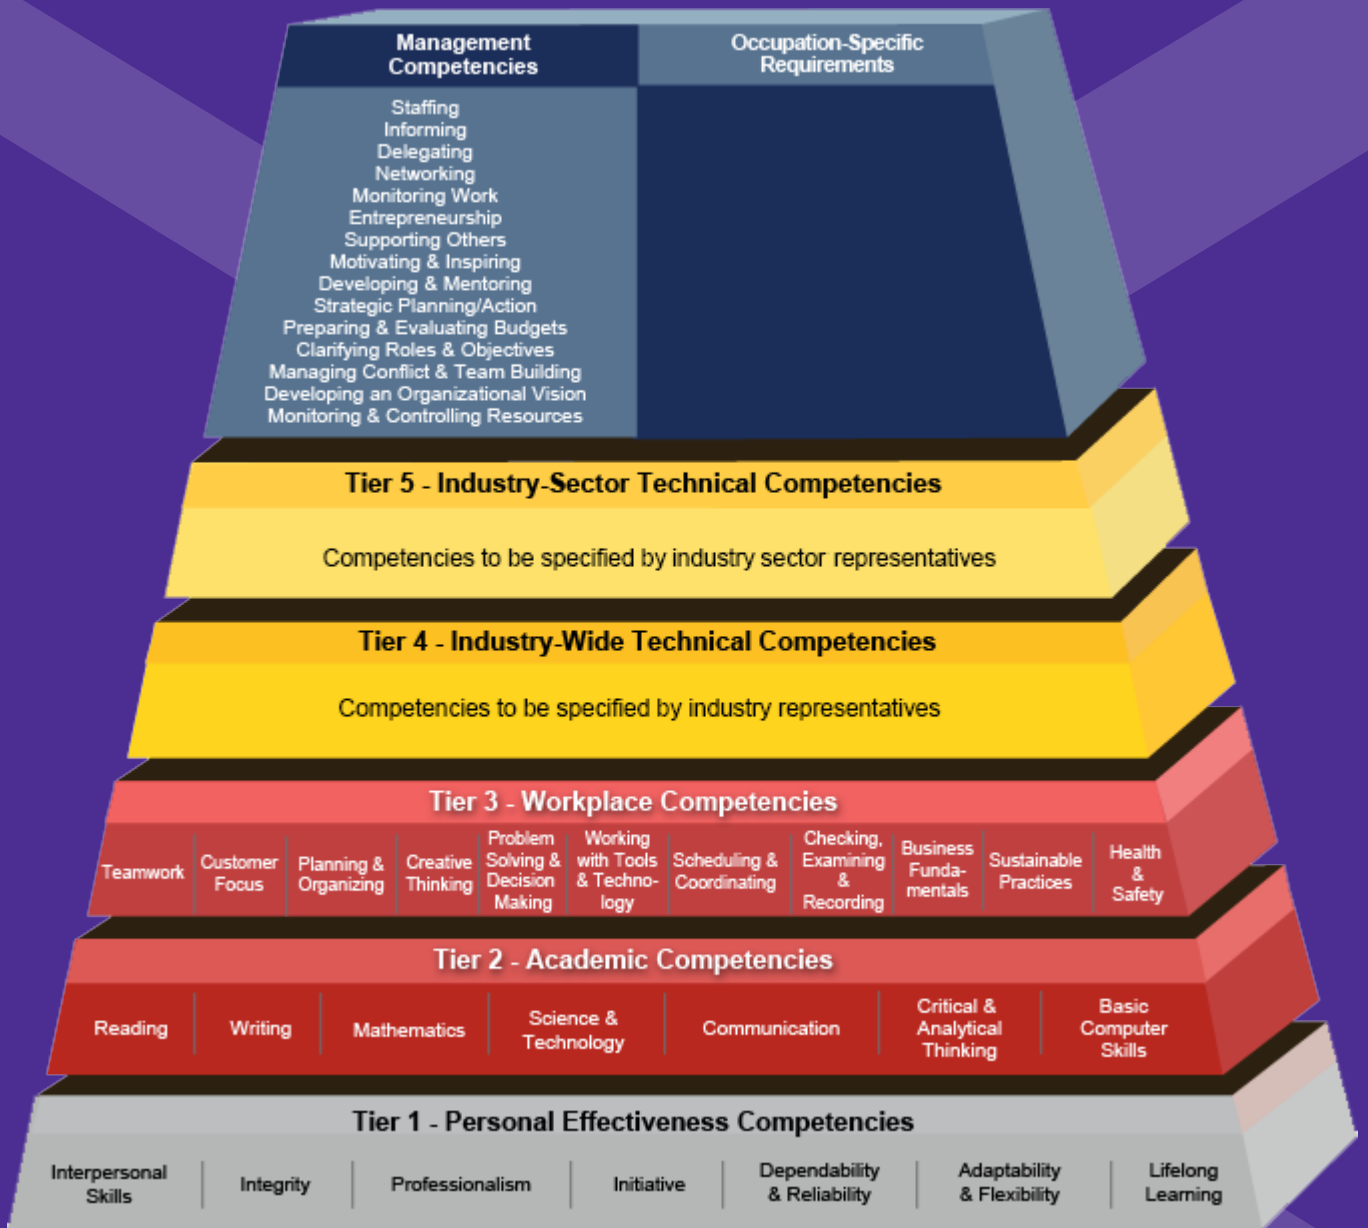 Management
Competencies
Occupation-Specific
Requirements
Staffing
Informing
Delegating
Networking
Monitoring Work
Entrepreneurship
Supporting Others
Motivating & Inspiring
Developing & Mentoring
Strategic Planning/Action
Preparing & Evaluating Budgets
Clarifying Roles & Objectives
Managing Conflict & Team Building
Developing an Organizational Vision
Monitoring & Controlling Resources
Tier 5 - Industry-Sector Technical Competencies
Competencies to be specified by industry sector representatives
Tier 4 - Industry-Wide Technical Competencies
Competencies to be specified by industry representatives
Tier 3 - Workplace Competencies
Teamwork
Customer
Focus
Planning &
Organizing
Creative
Thinking
Problem
Solving &
Decision
Making
Working
with Tools
& Techno-
logy
Scheduling &
Coordinating
Checking,
Examining
&
Recording
Business
Funda-
mentals
Sustainable
Practices
Health
&
Safety
Tier 2 - Academic Competencies
Reading
Writing
Mathematics
Science &
Technology
Communication
Critical &
Analytical
Thinking
Basic
Computer
Skills
Tier 1 - Personal Effectiveness Competencies
Interpersonal
Skills
Integrity
Professionalism
Initiative
Dependability
& Reliability
Adaptability
& Flexibility
Lifelong
Learning